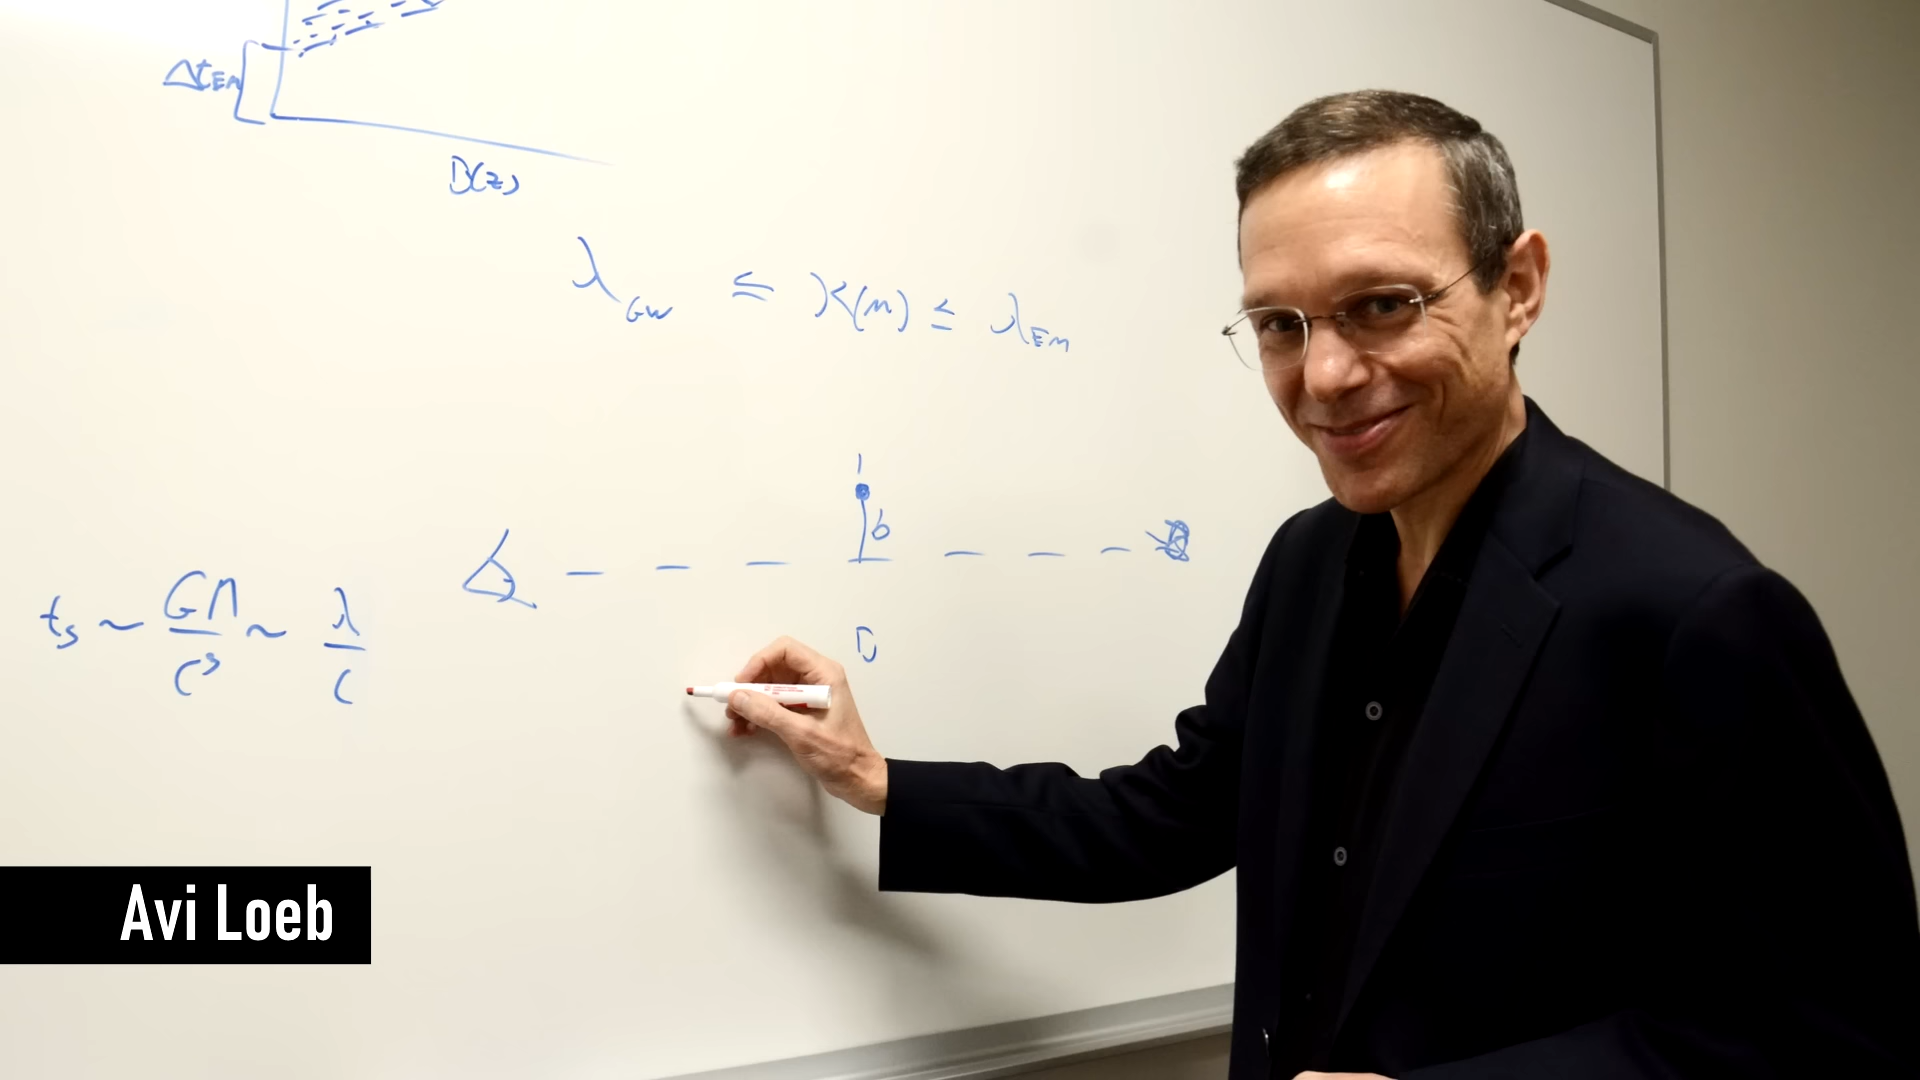 Δt_EM
D(z)
λ_GW ≤ K(m) ≤ λ_EM
b
t_s ~ GM/c³ ~ λ/c
D
Avi Loeb